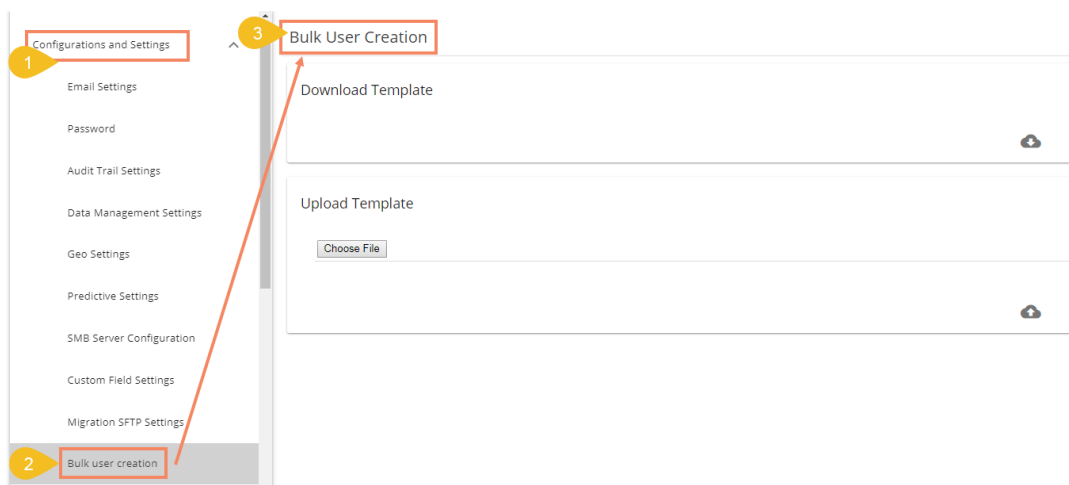 Configurations and Settings
1
Email Settings
Password
Audit Trail Settings
Data Management Settings
Geo Settings
Predictive Settings
SMB Server Configuration
Custom Field Settings
Migration SFTP Settings
2
Bulk user creation
3
Bulk User Creation
Download Template
Upload Template
Choose File